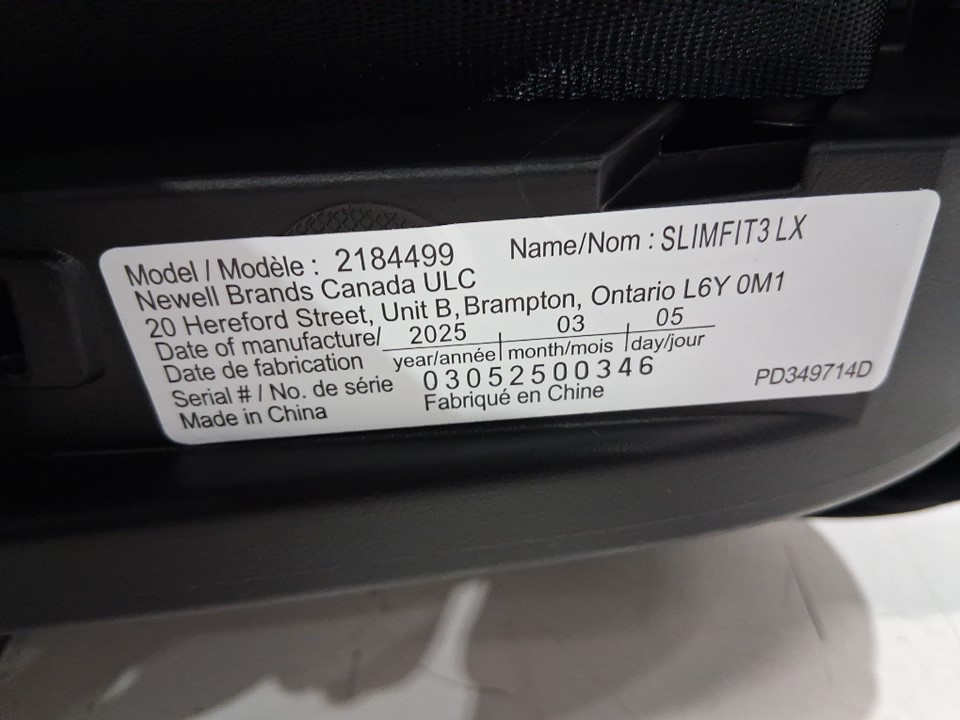 Model / Modèle : 2184499 Name/Nom : SLIMFIT3 LX
Newell Brands Canada ULC
20 Hereford Street, Unit B, Brampton, Ontario L6Y 0M1
Date of manufacture/ 2025 03 05
Date de fabrication year/année month/mois day/jour
Serial # / No. de série 03052500346 PD349714D
Made in China Fabriqué en Chine